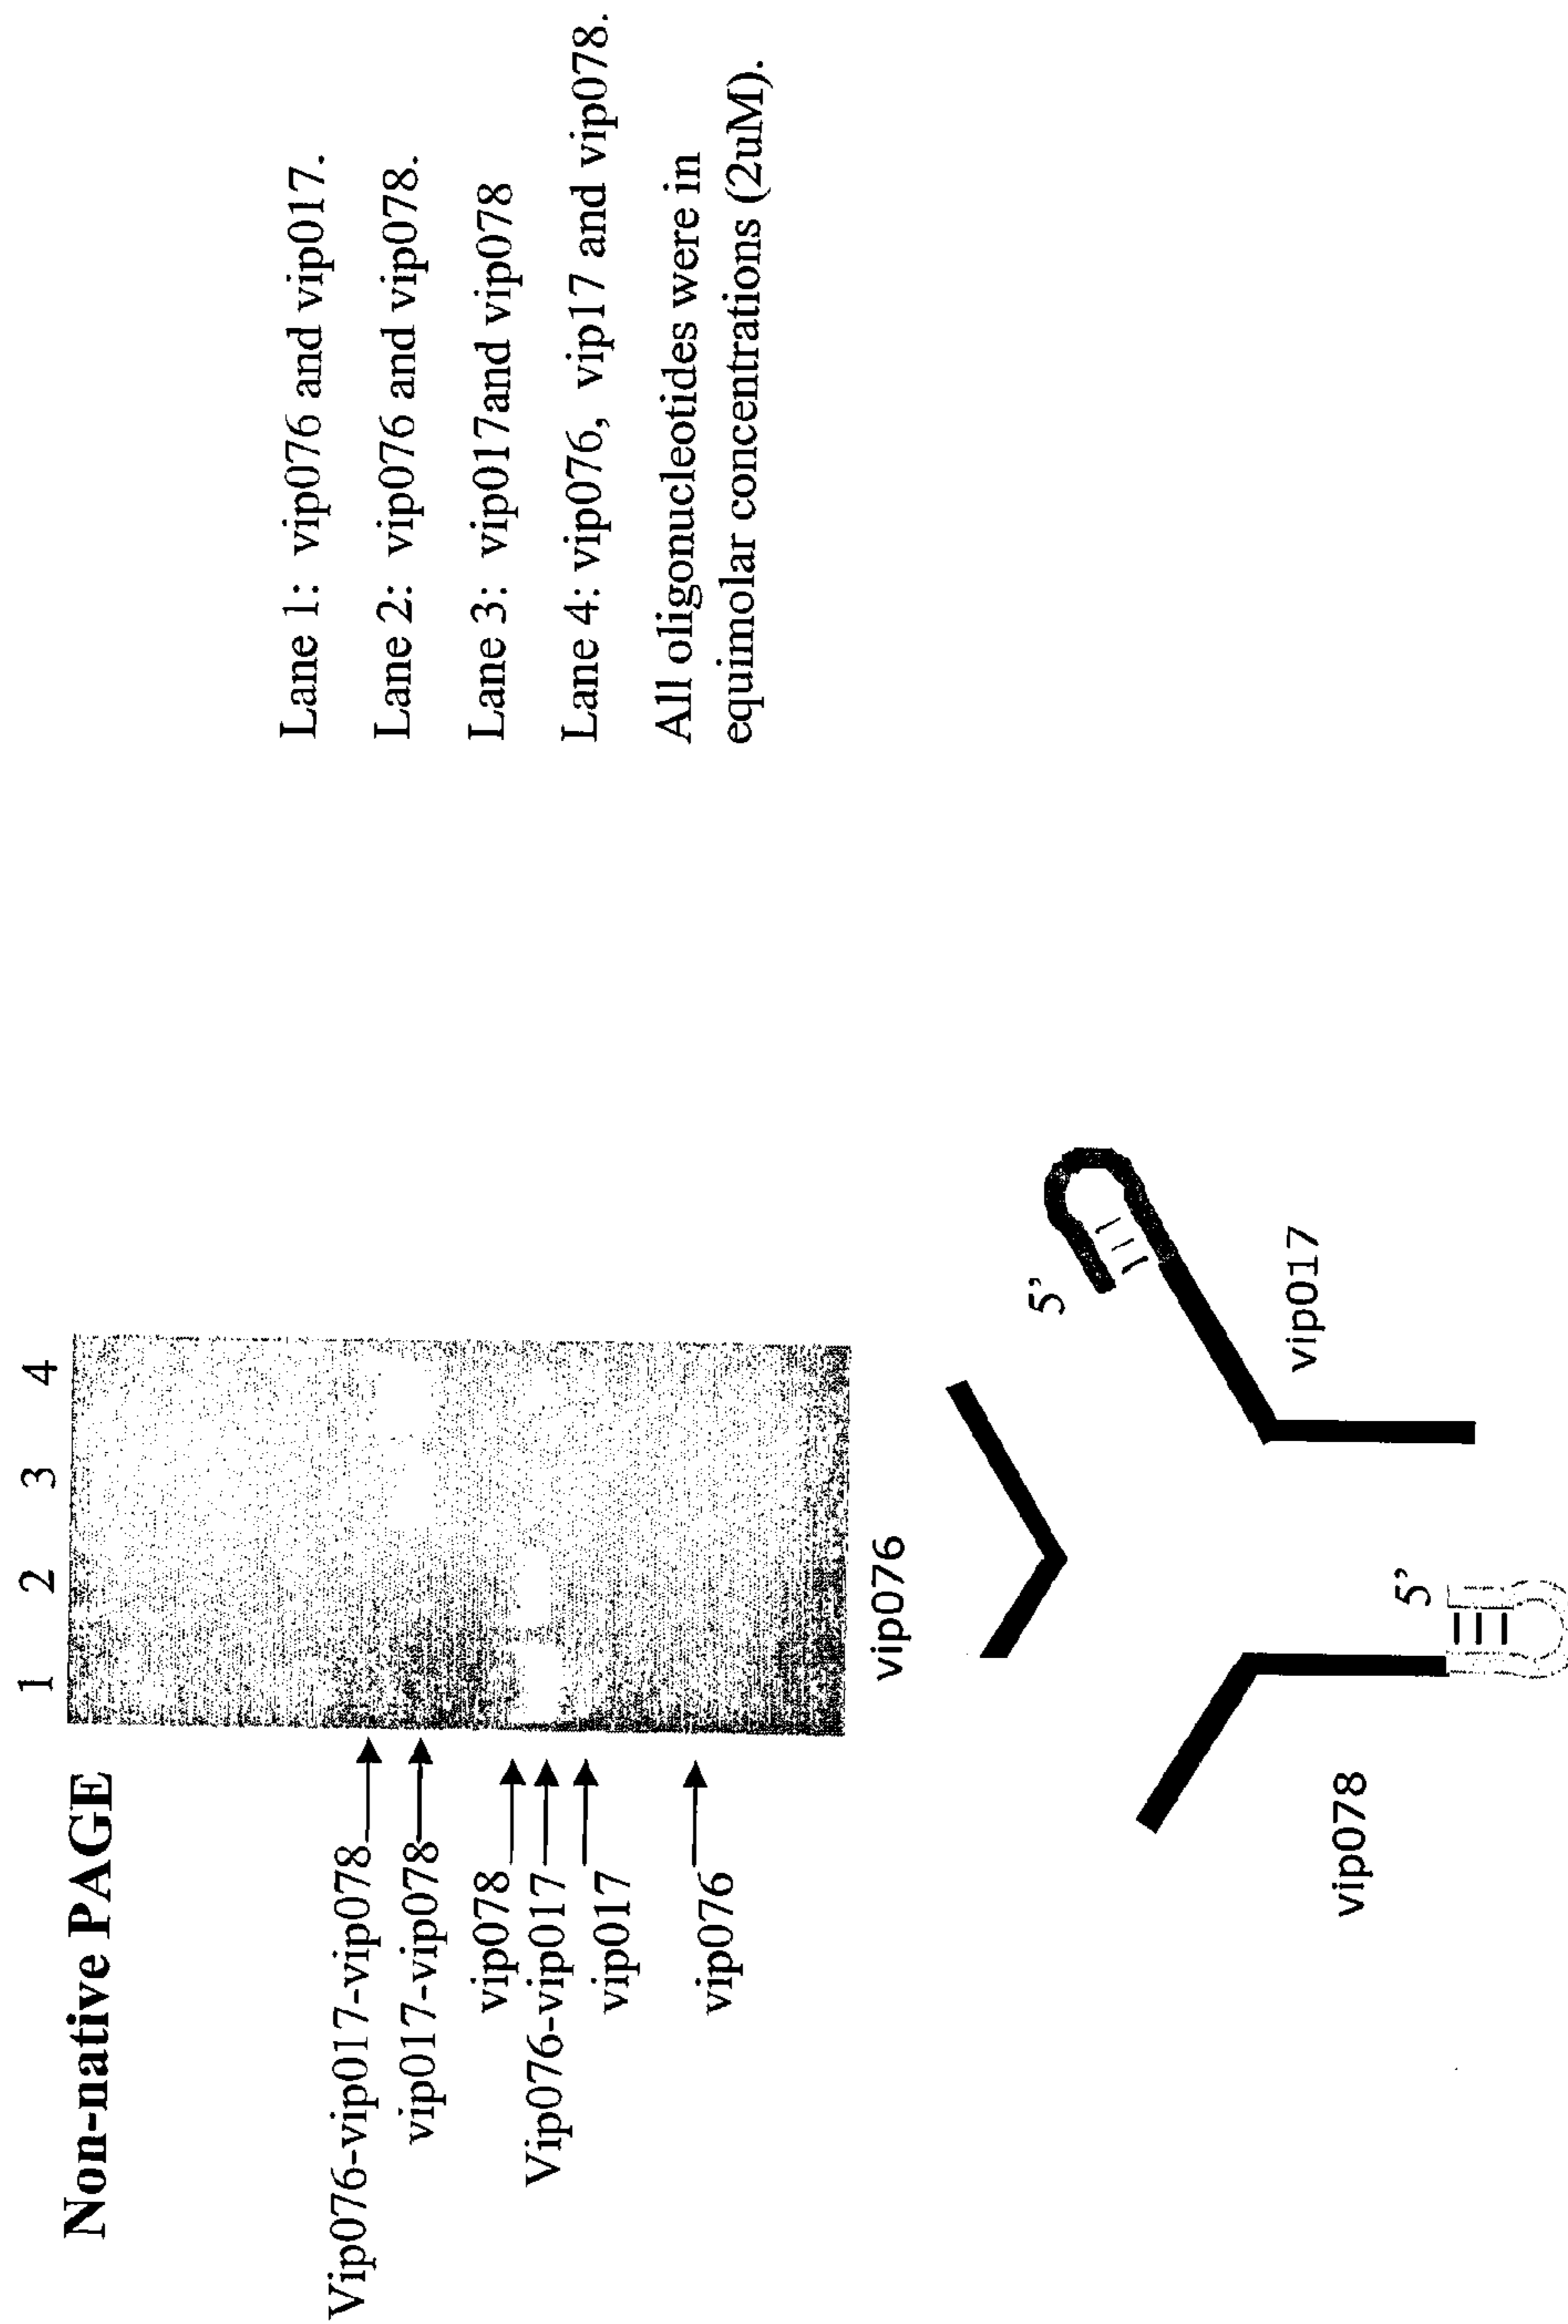 Non-native PAGE
1 2 3 4
Vip076-vip017-vip078
vip017-vip078
vip078
Vip076-vip017
vip017
vip076
Lane 1: vip076 and vip017.
Lane 2: vip076 and vip078.
Lane 3: vip017and vip078
Lane 4: vip076, vip17 and vip078.
All oligonucleotides were in
equimolar concentrations (2uM).
vip076
5’
vip017
5’
vip078